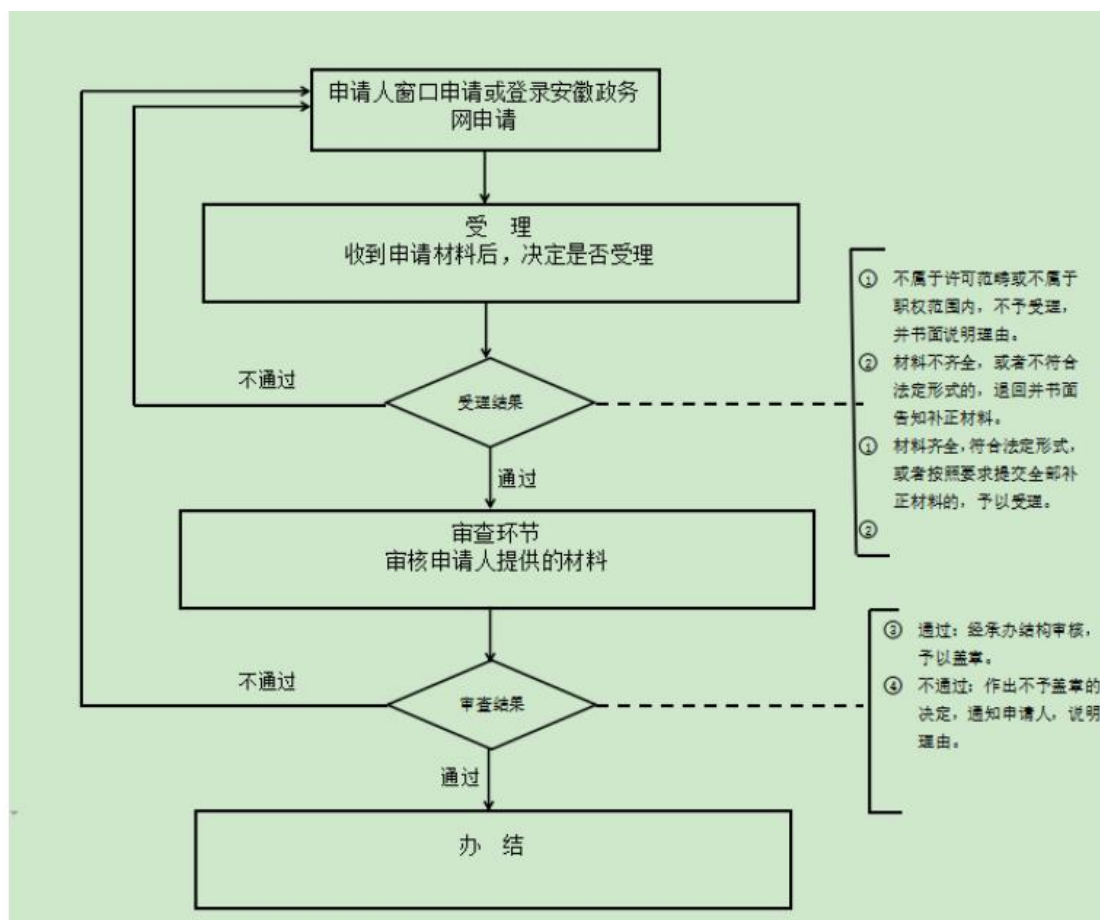 申请人窗口申请或登录安徽政务
网申请
受 理
收到申请材料后，决定是否受理
① 不属于许可范畴或不属于
职权范围内，不予受理，
并书面说明理由。
② 材料不齐全，或者不符合
法定形式的，退回并书面
告知补正材料。
① 材料齐全，符合法定形式，
或者按照要求提交全部补
正材料的，予以受理。
②
不通过
受理结果
通过
审查环节
审核申请人提供的材料
③ 通过：经承办结构审核，
予以盖章。
④ 不通过：作出不予盖章的
决定，通知申请人，说明
理由。
不通过
审查结果
通过
办 结